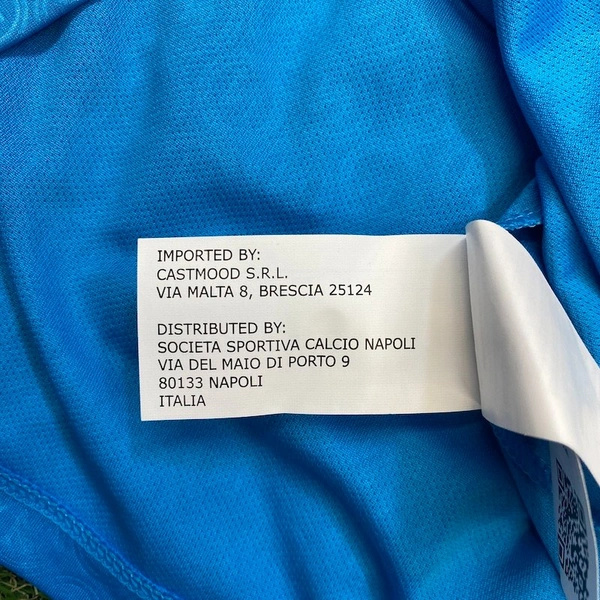 IMPORTED BY:
CASTMOOD S.R.L.
VIA MALTA 8, BRESCIA 25124
DISTRIBUTED BY:
SOCIETA SPORTIVA CALCIO NAPOLI
VIA DEL MAIO DI PORTO 9
80133 NAPOLI
ITALIA